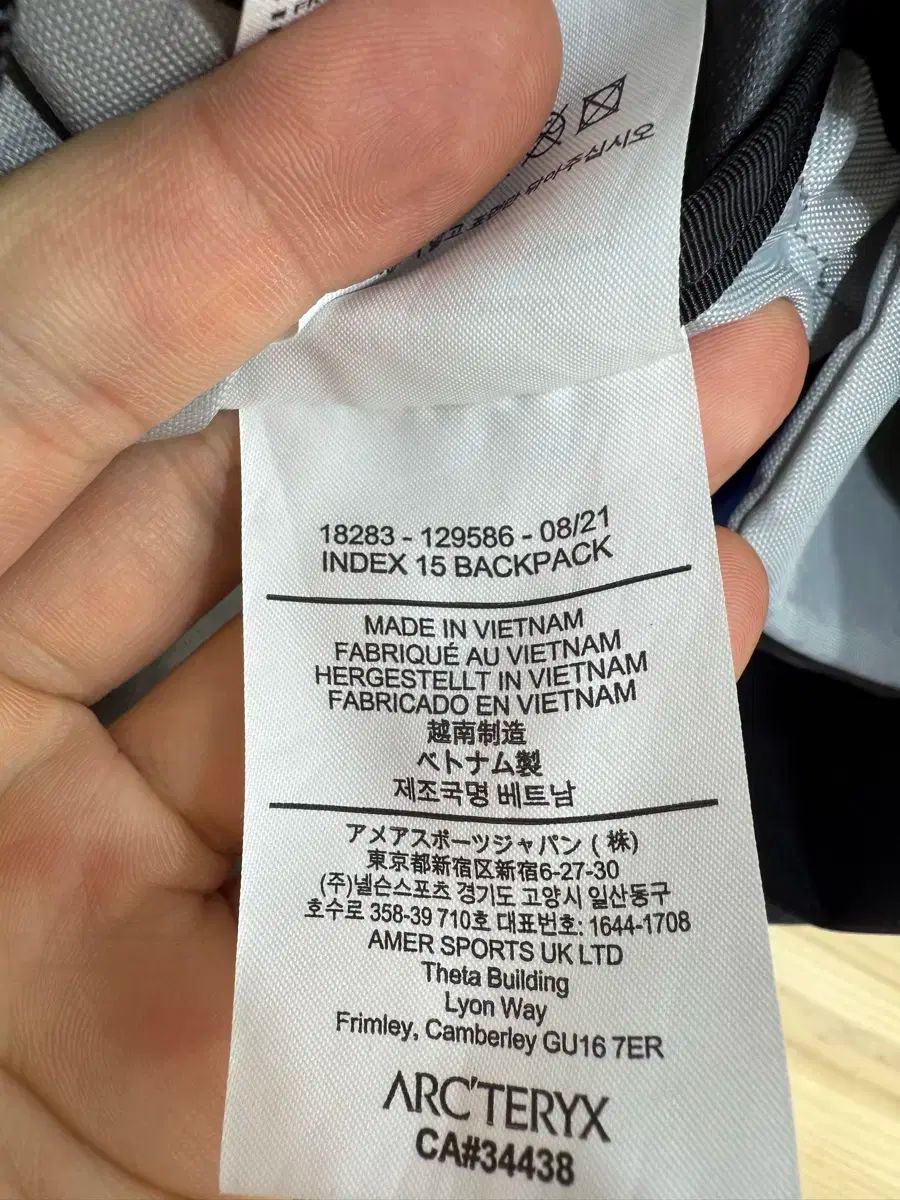 18283 - 129586 - 08/21
INDEX 15 BACKPACK
MADE IN VIETNAM
FABRIQUÉ AU VIETNAM
HERGESTELLT IN VIETNAM
FABRICADO EN VIETNAM
越南制造
ベトナム製
제조국명 베트남
アメアスポーツジャパン ( 株)
東京都新宿区新宿6-27-30
(주)넬슨스포츠 경기도 고양시 일산동구
호수로 358-39 710호 대표번호: 1644-1708
AMER SPORTS UK LTD
Theta Building
Lyon Way
Frimley, Camberley GU16 7ER
ARC'TERYX
CA#34438